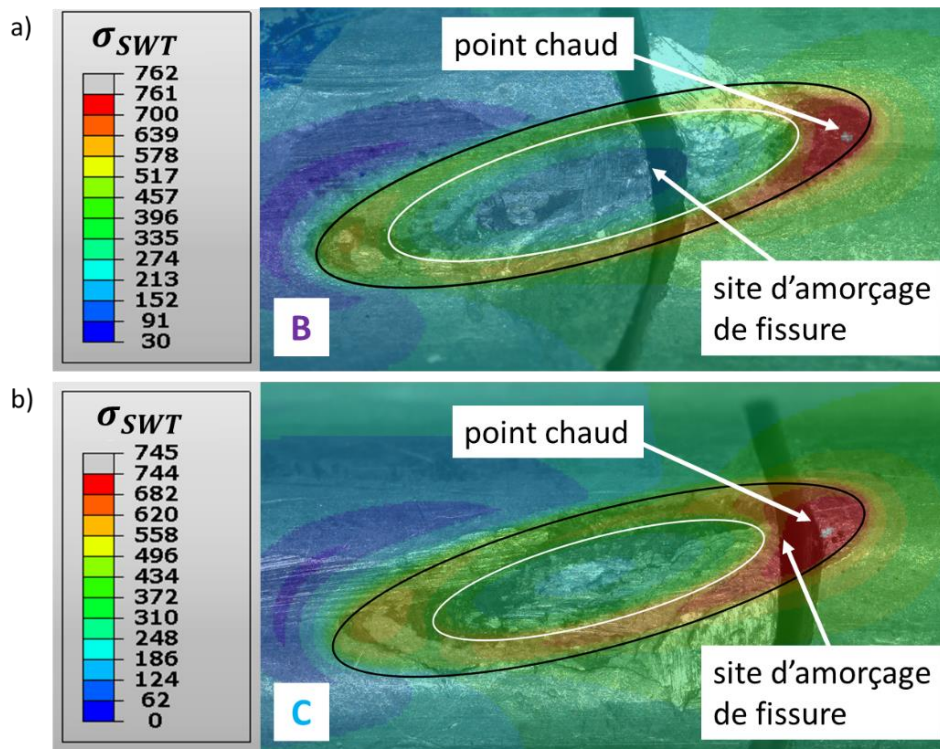 a)
σ_SWT
762
761
700
639
578
517
457
396
335
274
213
152
91
30
point chaud
site d'amorçage
de fissure
B
b)
σ_SWT
745
744
682
620
558
496
434
372
310
248
186
124
62
0
point chaud
site d'amorçage
de fissure
C